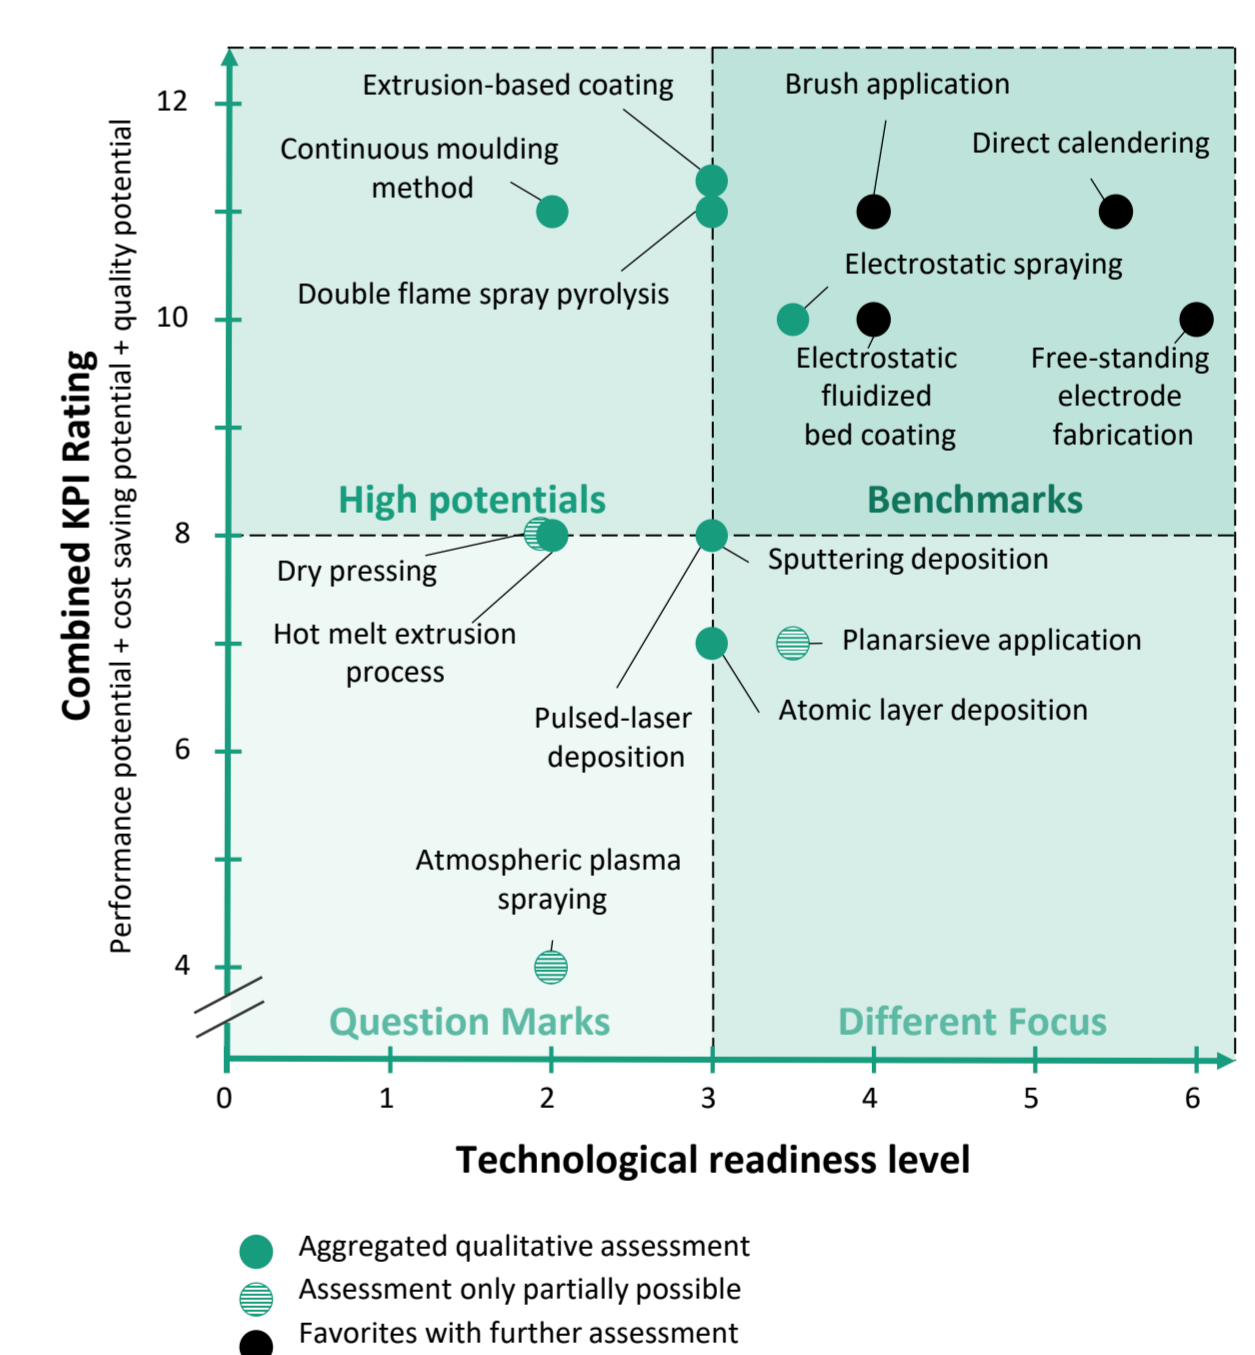 Extrusion-based coating
Brush application
Continuous moulding
method
Direct calendering
Electrostatic spraying
Double flame spray pyrolysis
Electrostatic
fluidized
bed coating
Free-standing
electrode
fabrication
High potentials
Benchmarks
Dry pressing
Sputtering deposition
Hot melt extrusion
process
Planarsieve application
Pulsed-laser
deposition
Atomic layer deposition
Atmospheric plasma
spraying
Question Marks
Different Focus
Combined KPI Rating
Performance potential + cost saving potential + quality potential
12
10
8
6
4
0
1
2
3
4
5
6
Technological readiness level
Aggregated qualitative assessment
Assessment only partially possible
Favorites with further assessment